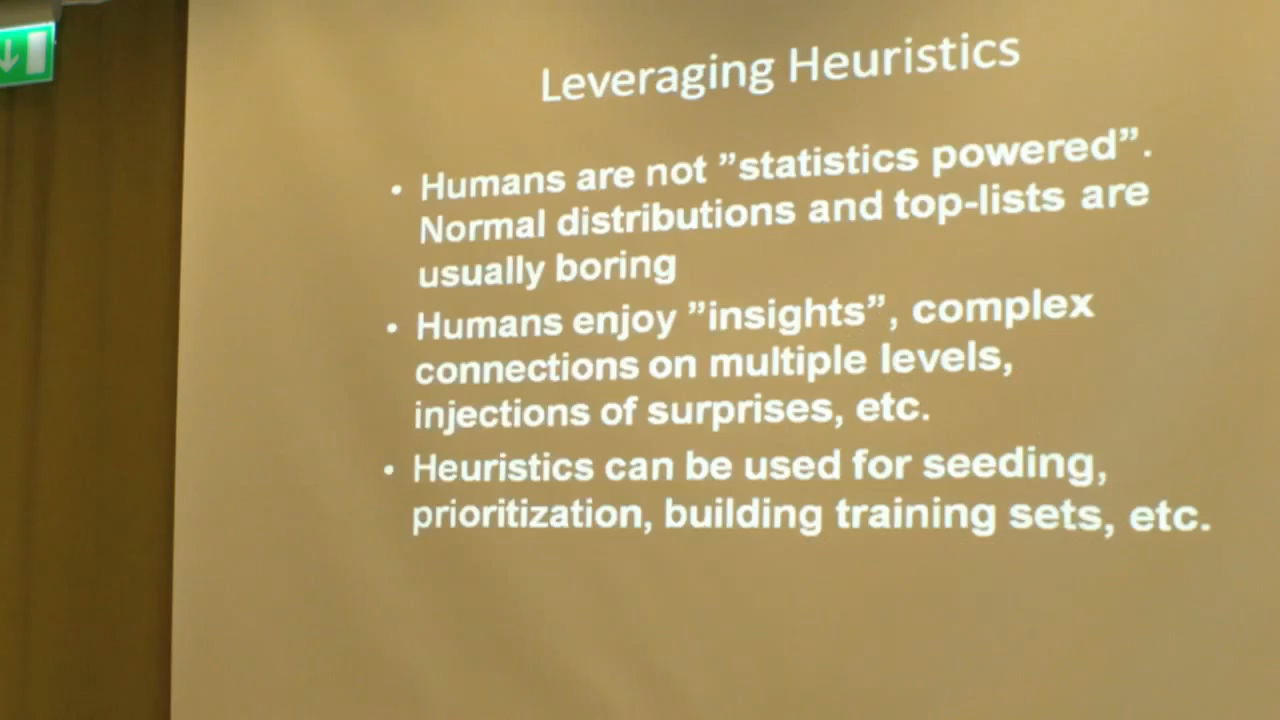 Leveraging Heuristics
• Humans are not ”statistics powered”.
Normal distributions and top-lists are
usually boring
• Humans enjoy ”insights”, complex
connections on multiple levels,
injections of surprises, etc.
• Heuristics can be used for seeding,
prioritization, building training sets, etc.